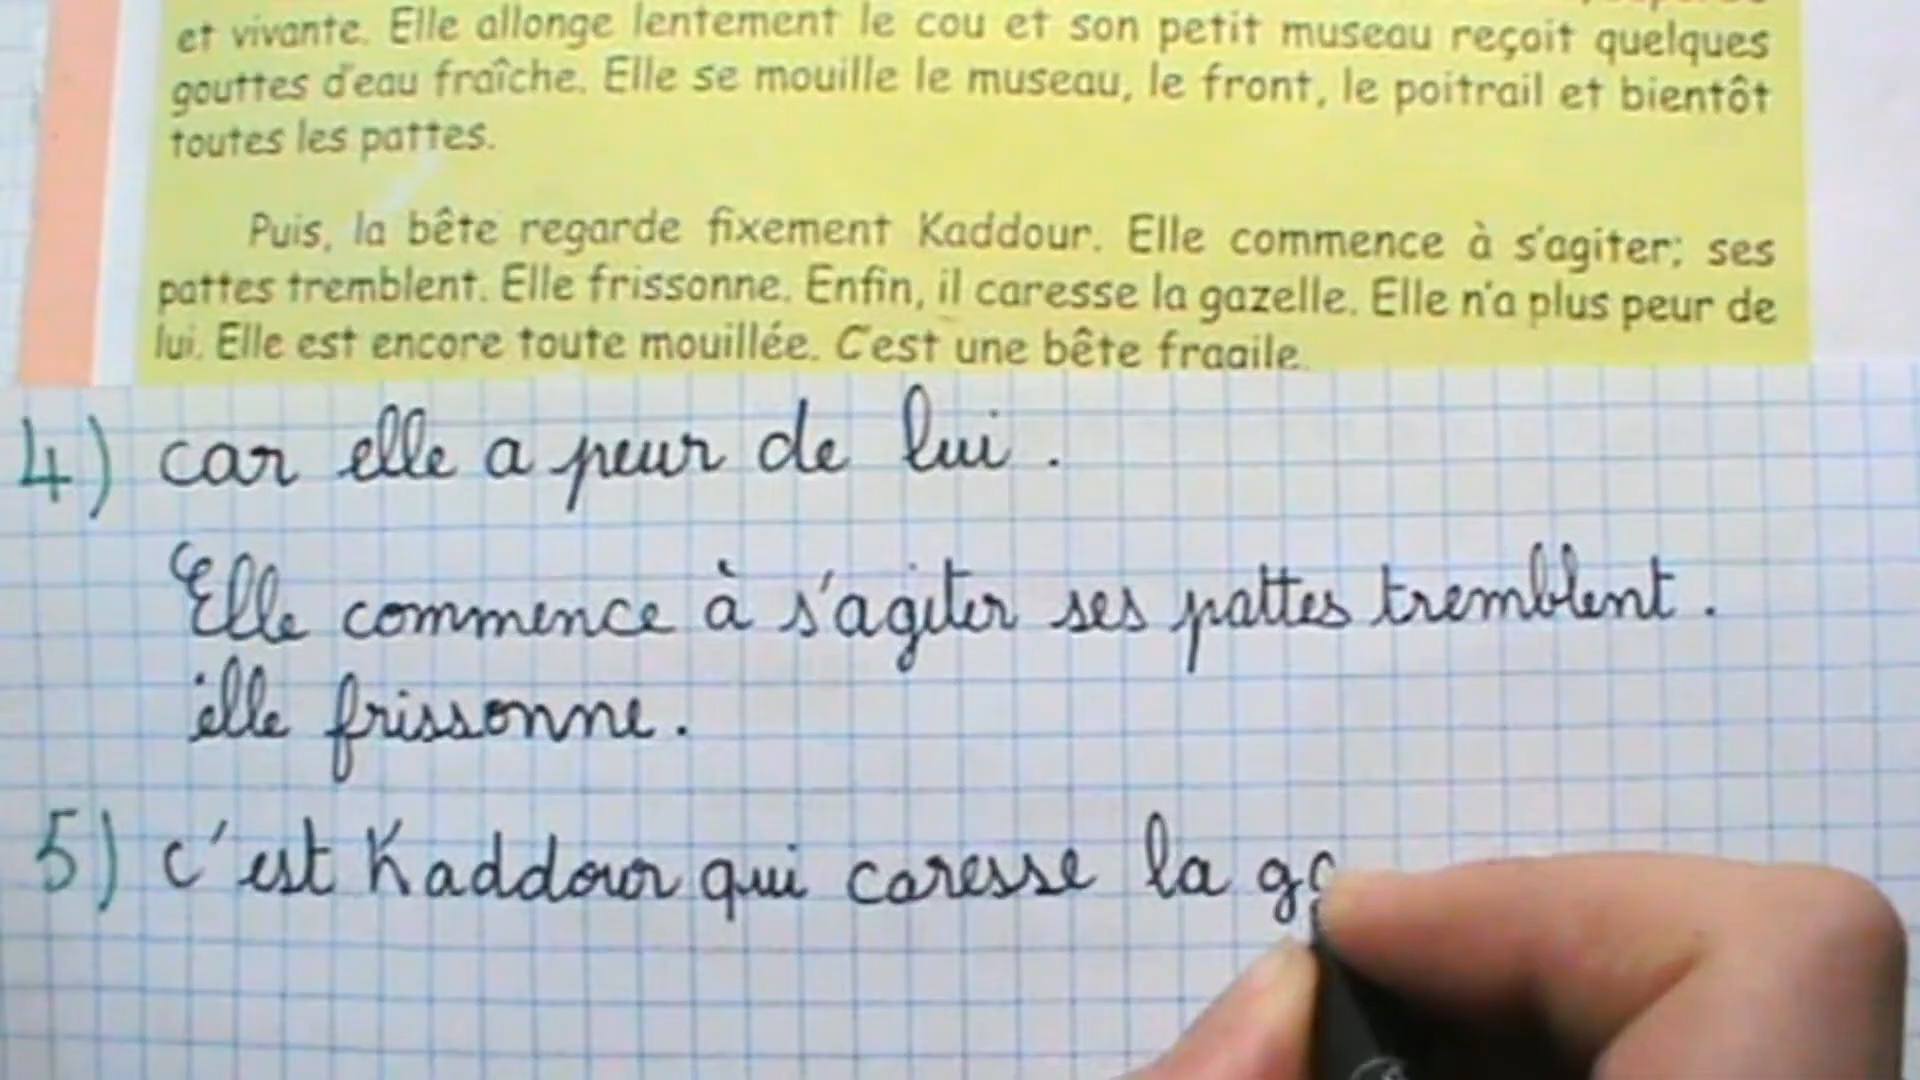 et vivante. Elle allonge lentement le cou et son petit museau reçoit quelques
gouttes d'eau fraîche. Elle se mouille le museau, le front, le poitrail et bientôt
toutes les pattes.
Puis, la bête regarde fixement Kaddour. Elle commence à s'agiter; ses
pattes tremblent. Elle frissonne. Enfin, il caresse la gazelle. Elle n'a plus peur de
lui. Elle est encore toute mouillée. C'est une bête fragile.
4) car elle a peur de lui.
Elle commence à s'agiter ses pattes tremblent.
elle frissonne.
5) c'est Kaddour qui caresse la